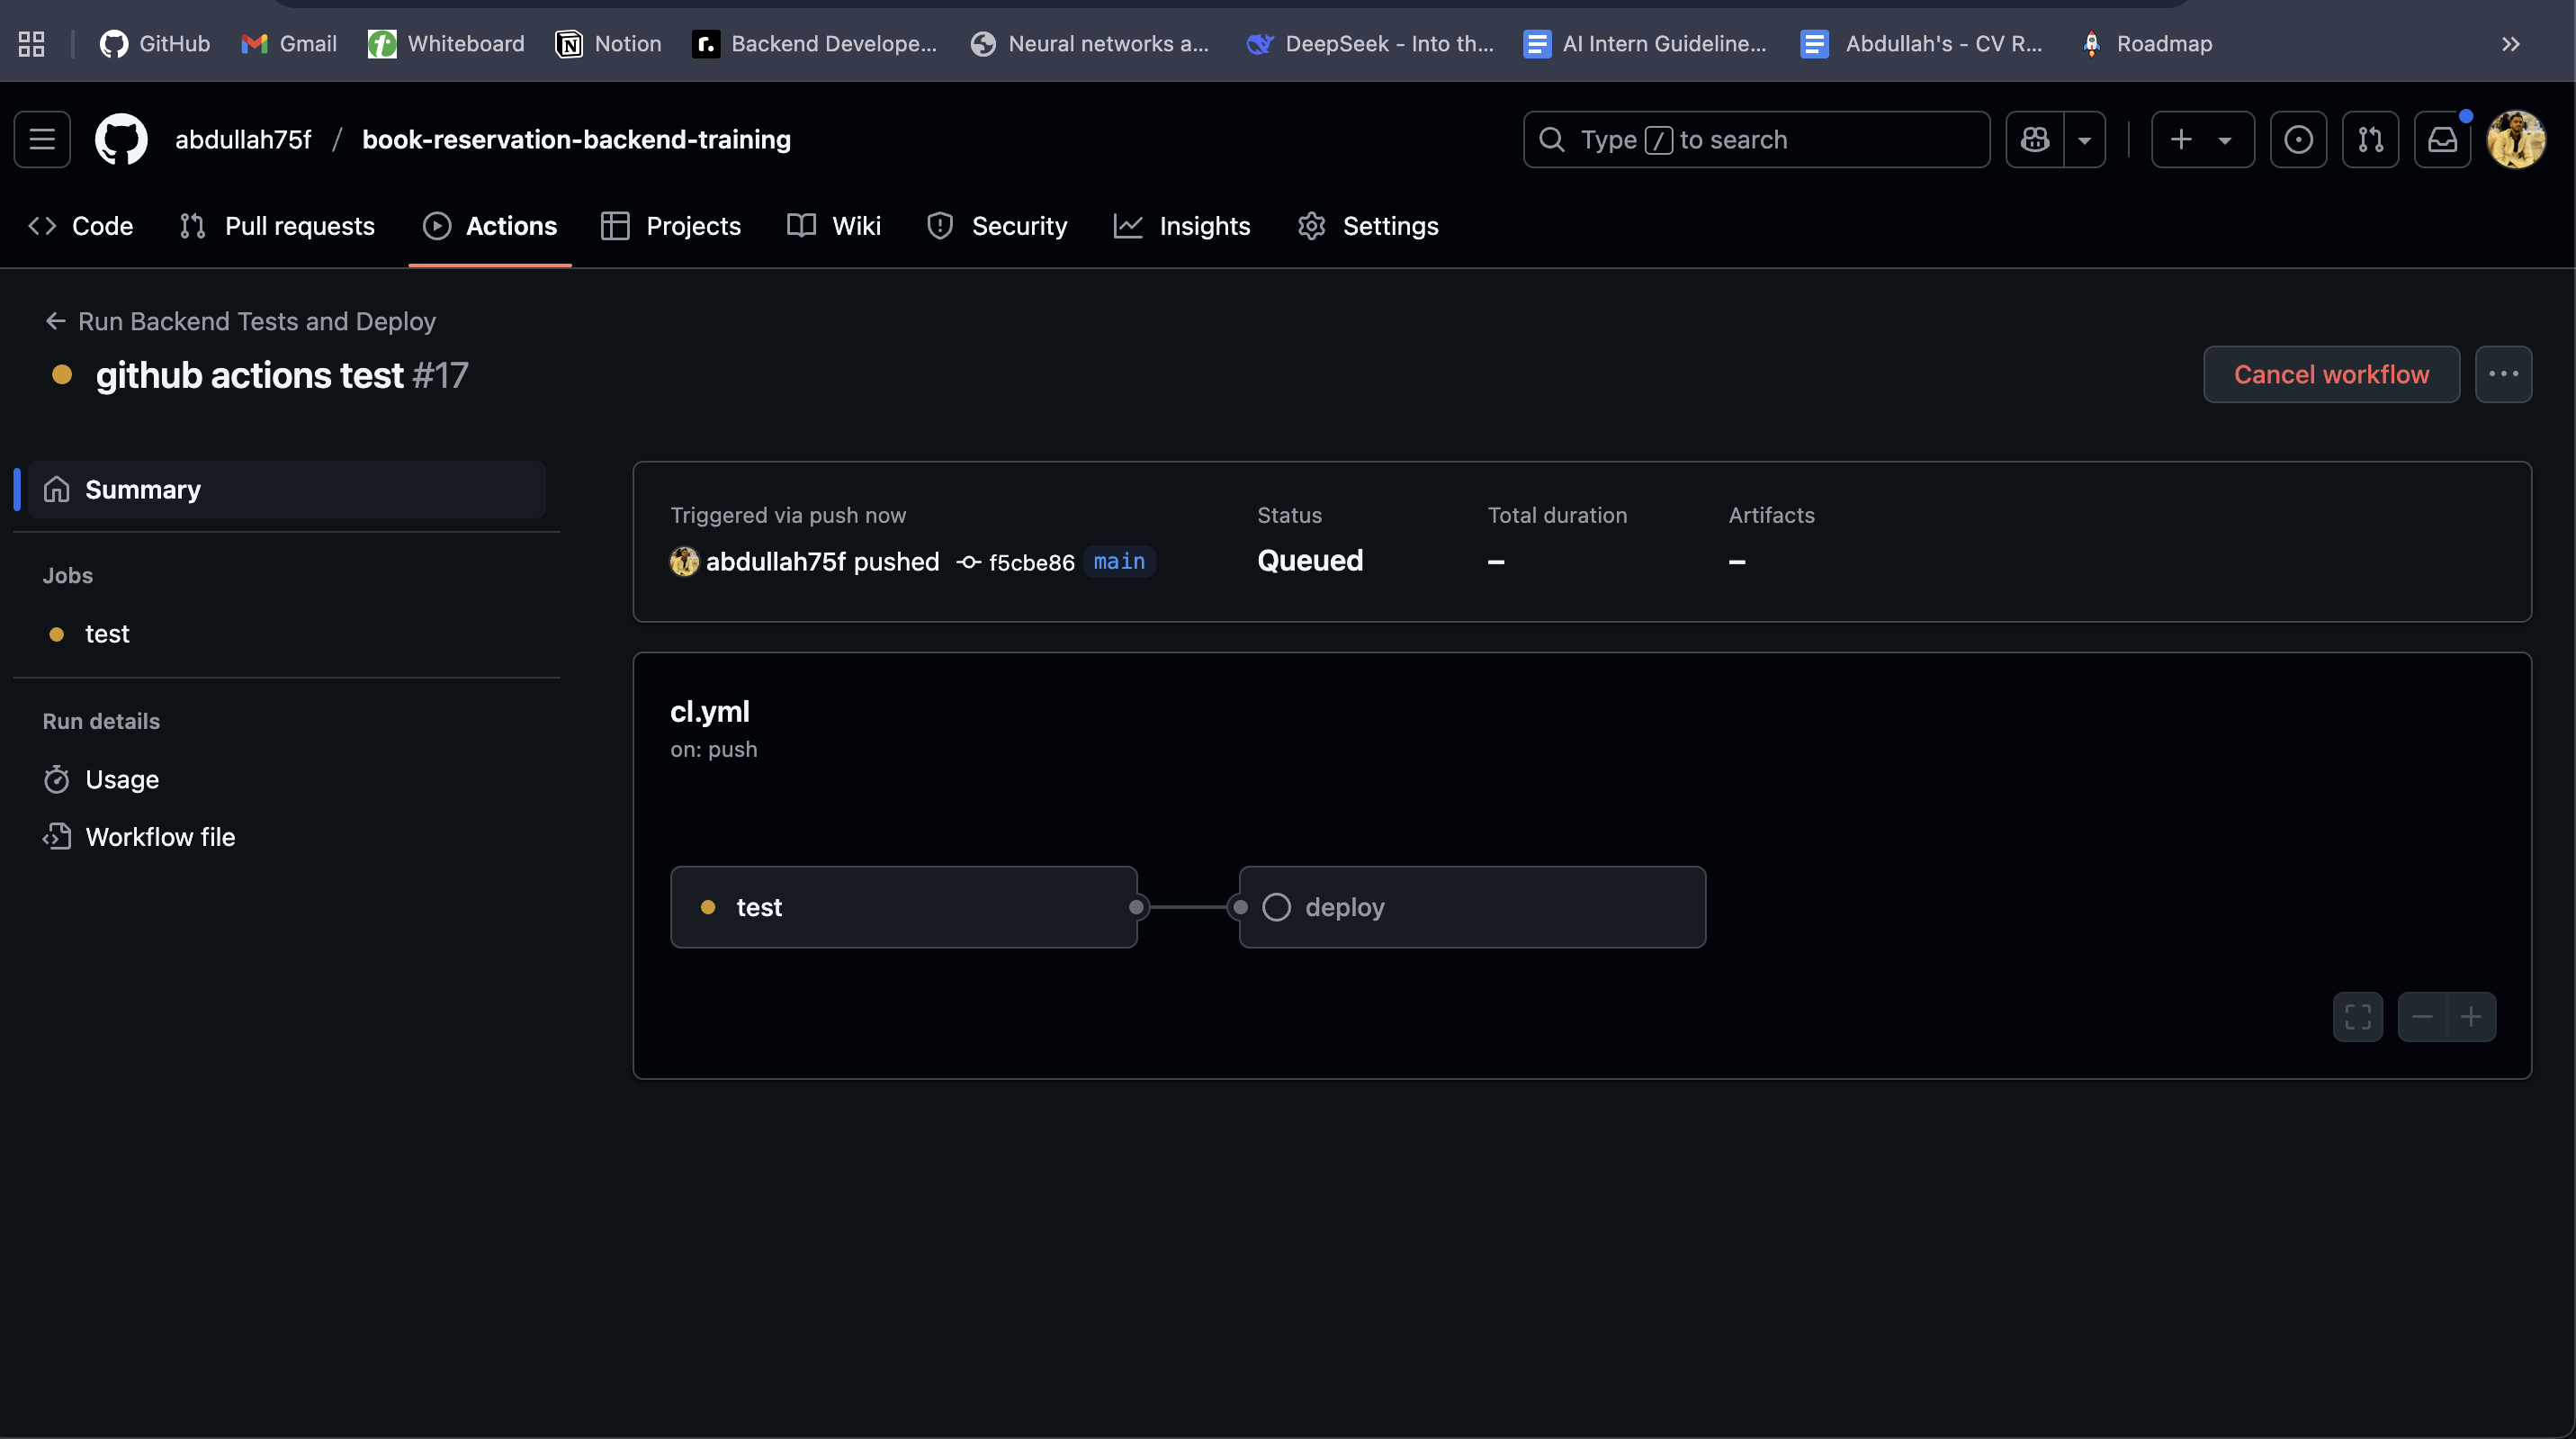 GitHub Gmail Whiteboard Notion Backend Develope... Neural networks a... DeepSeek - Into th... AI Intern Guideline... Abdullah's - CV R... Roadmap
abdullah75f / book-reservation-backend-training Type / to search
Code Pull requests Actions Projects Wiki Security Insights Settings
Run Backend Tests and Deploy
github actions test #17
Cancel workflow
Summary
Jobs
test
Run details
Usage
Workflow file
Triggered via push now
abdullah75f pushed f5cbe86 main
Status
Queued
Total duration
–
Artifacts
–
cl.yml
on: push
test
deploy